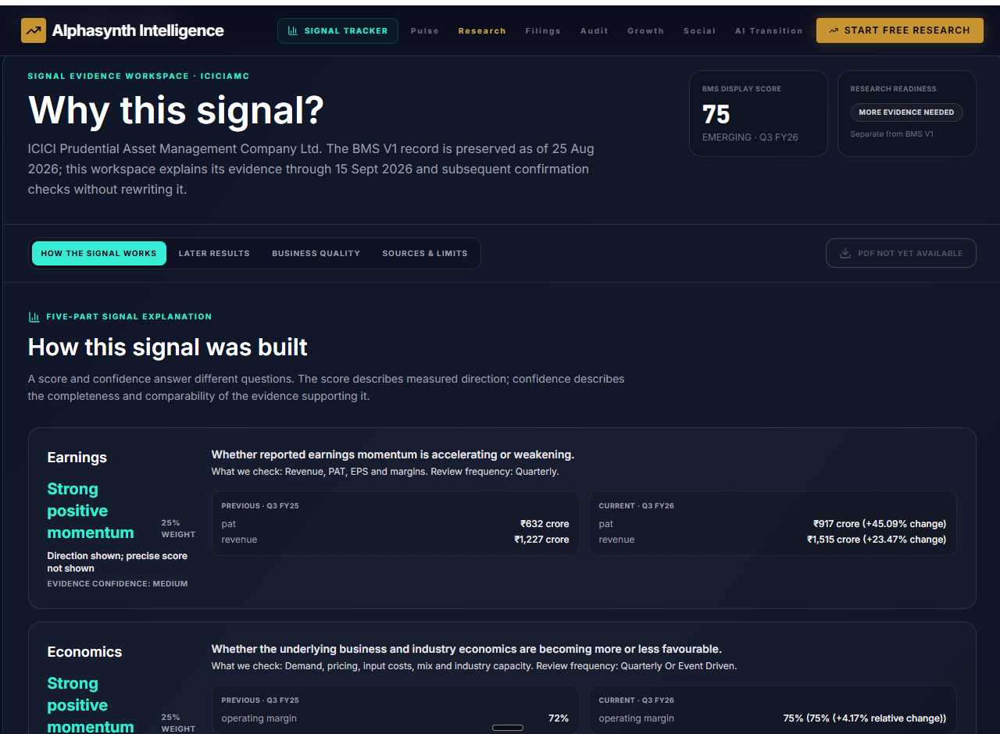 Alphasynth Intelligence
SIGNAL TRACKER
Pulse
Research
Filings
Audit
Growth
Social
AI Transition
START FREE RESEARCH
SIGNAL EVIDENCE WORKSPACE · ICICIAMC
Why this signal?
ICICI Prudential Asset Management Company Ltd. The BMS V1 record is preserved as of 25 Aug
2026; this workspace explains its evidence through 15 Sept 2026 and subsequent confirmation
checks without rewriting it.
BMS DISPLAY SCORE
75
EMERGING · Q3 FY26
RESEARCH READINESS
MORE EVIDENCE NEEDED
Separate from BMS V1
HOW THE SIGNAL WORKS
LATER RESULTS
BUSINESS QUALITY
SOURCES & LIMITS
PDF NOT YET AVAILABLE
FIVE-PART SIGNAL EXPLANATION
How this signal was built
A score and confidence answer different questions. The score describes measured direction; confidence describes
the completeness and comparability of the evidence supporting it.
Earnings
Strong
positive
momentum
25%
WEIGHT
Direction shown; precise score
not shown
EVIDENCE CONFIDENCE: MEDIUM
Whether reported earnings momentum is accelerating or weakening.
What we check: Revenue, PAT, EPS and margins. Review frequency: Quarterly.
PREVIOUS · Q3 FY25
pat ₹632 crore
revenue ₹1,227 crore
CURRENT · Q3 FY26
pat ₹917 crore (+45.09% change)
revenue ₹1,515 crore (+23.47% change)
Economics
Strong
positive
momentum
25%
WEIGHT
Whether the underlying business and industry economics are becoming more or less favourable.
What we check: Demand, pricing, input costs, mix and industry capacity. Review frequency: Quarterly Or Event Driven.
PREVIOUS · Q3 FY25
operating margin 72%
CURRENT · Q3 FY26
operating margin 75% (75% (+4.17% relative change))